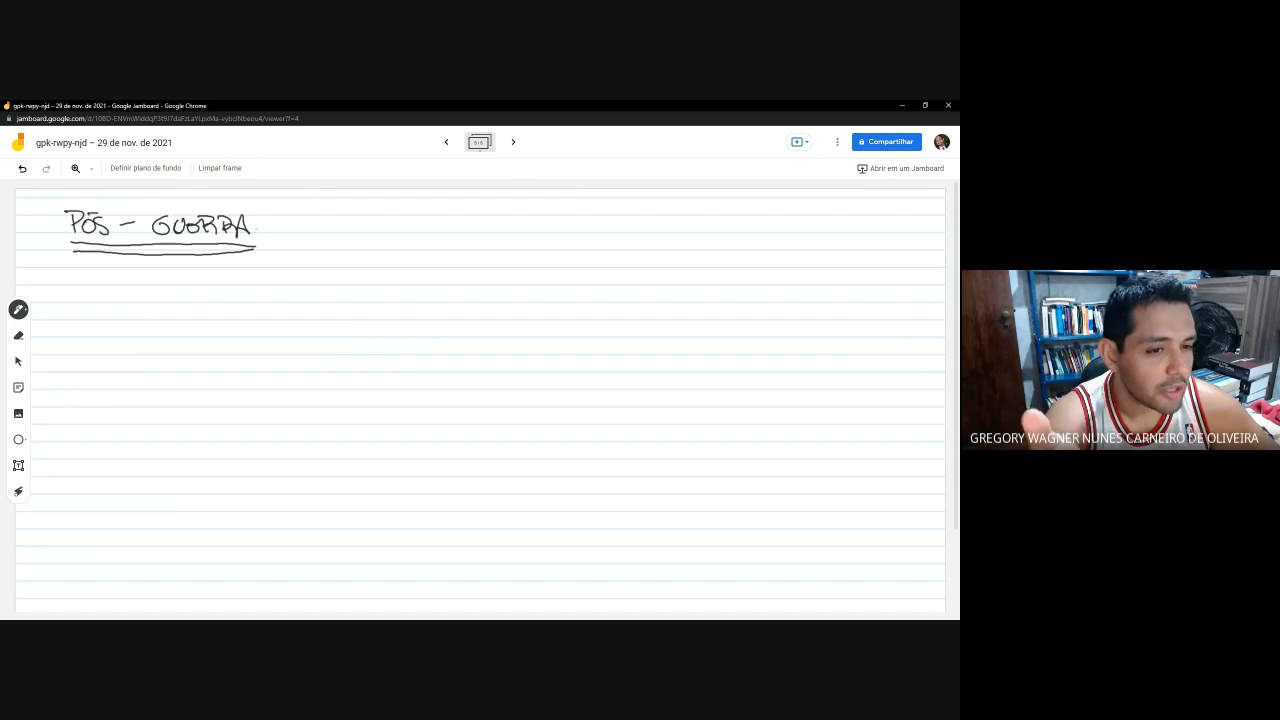 gpk-rwpy-njd – 29 de nov. de 2021 - Google Jamboard - Google Chrome
gpk-rwpy-njd – 29 de nov. de 2021
Compartilhar
Definir plano de fundo
Limpar frame
Abrir em um Jamboard
PÓS - GUERRA
GREGORY WAGNER NUNES CARNEIRO DE OLIVEIRA